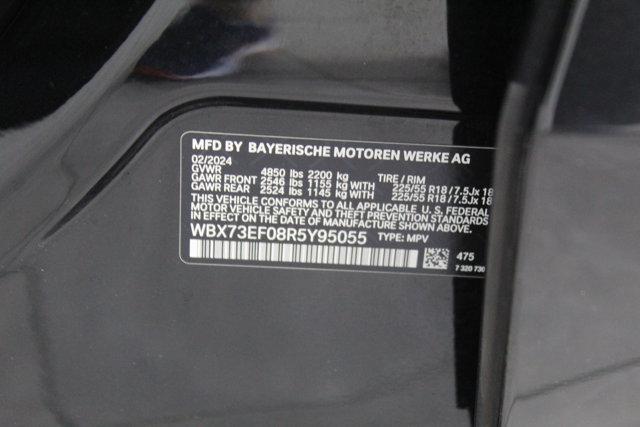 MFD BY BAYERISCHE MOTOREN WERKE AG
02/2024
GVWR 4850 lbs 2200 kg TIRE / RIM
GAWR FRONT 2546 lbs 1155 kg WITH 225/55 R18 / 7.5Jx 18
GAWR REAR 2524 lbs 1145 kg WITH 225/55 R18 / 7.5Jx 18
THIS VEHICLE CONFORMS TO ALL APPLICABLE U.S. FEDERAL
MOTOR VEHICLE SAFETY AND THEFT PREVENTION STANDARDS
IN EFFECT ON THE DATE OF MANUFACTURE SHOWN ABOVE.
WBX73EF08R5Y95055 TYPE: MPV
475
7 320 730